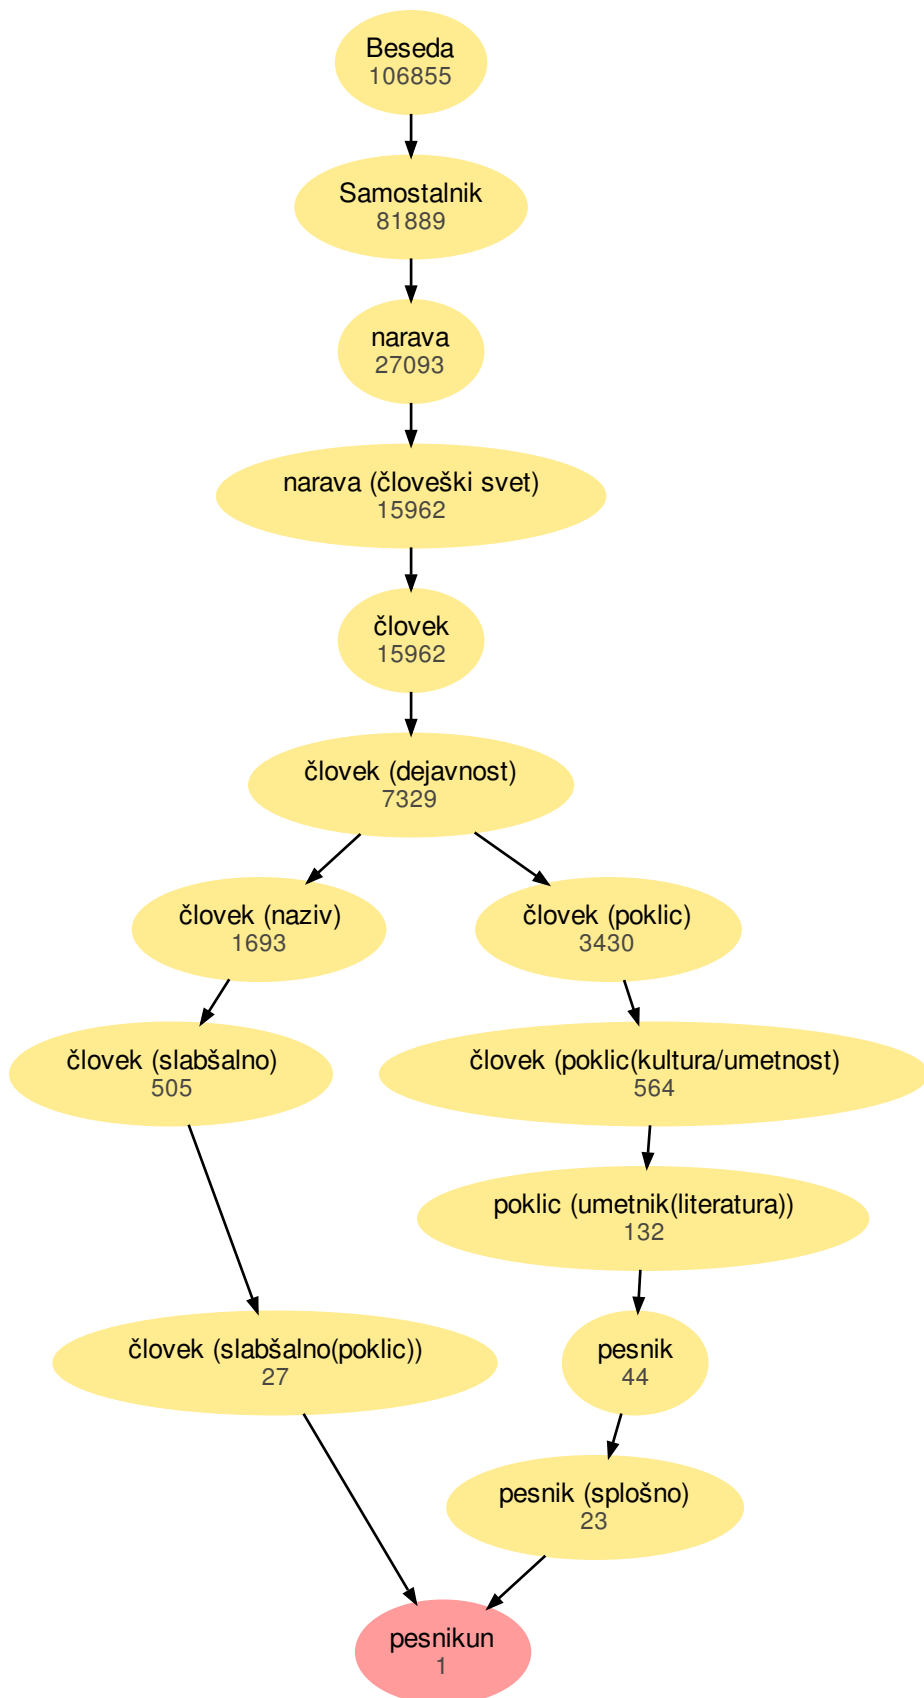 Beseda
106855
Samostalnik
81889
narava
27093
narava (človeški svet)
15962
človek
15962
človek (dejavnost)
7329
človek (naziv)
1693
človek (poklic)
3430
človek (slabšalno)
505
človek (poklic(kultura/umetnost)
564
poklic (umetnik(literatura))
132
človek (slabšalno(poklic))
27
pesnik
44
pesnik (splošno)
23
pesnikun
1